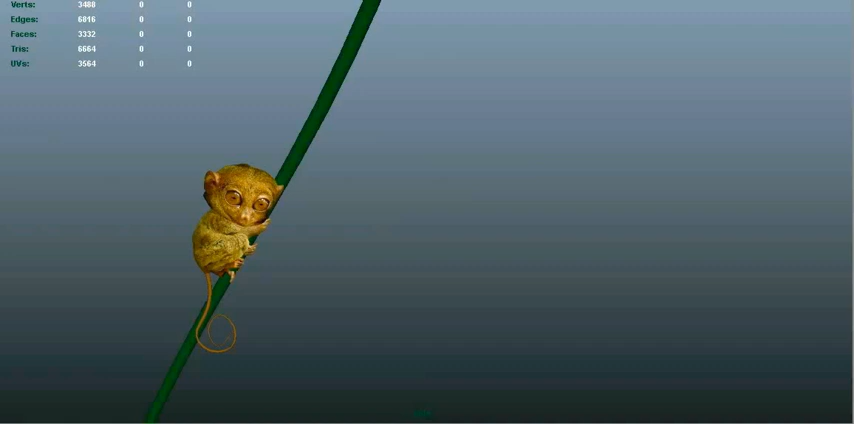 Verts: 3488 0 0
Edges: 6816 0 0
Faces: 3332 0 0
Tris: 6664 0 0
UVs: 3564 0 0